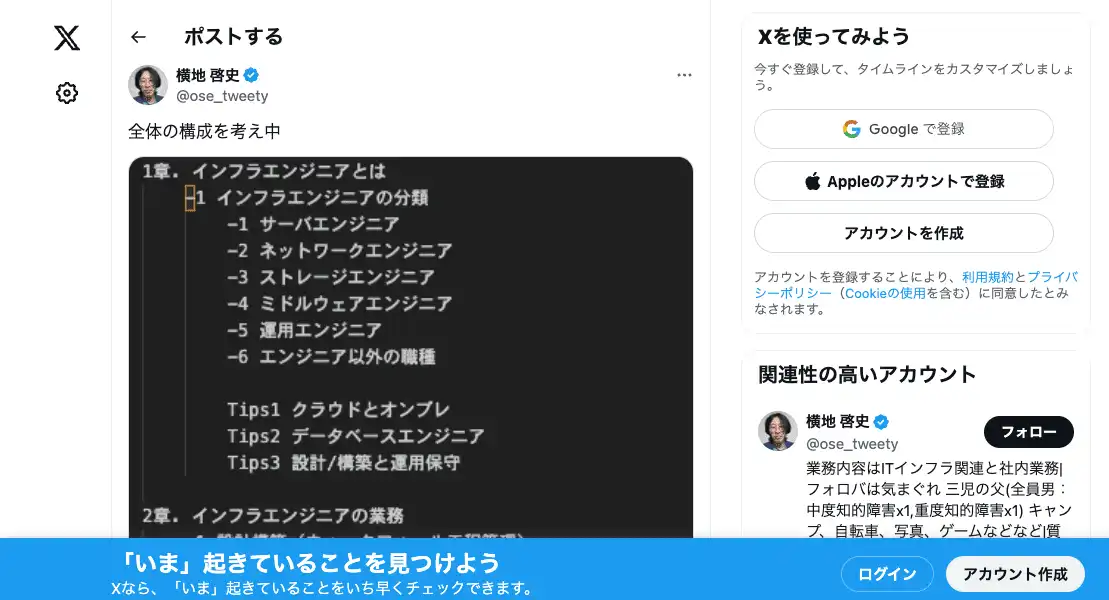 ポストする
横地 啓史
@ose_tweety
全体の構成を考え中
1章. インフラエンジニアとは
-1 インフラエンジニアの分類
-1 サーバエンジニア
-2 ネットワークエンジニア
-3 ストレージエンジニア
-4 ミドルウェアエンジニア
-5 運用エンジニア
-6 エンジニア以外の職種
Tips1 クラウドとオンプレ
Tips2 データベースエンジニア
Tips3 設計/構築と運用保守
2章. インフラエンジニアの業務
Xを使ってみよう
今すぐ登録して、タイムラインをカスタマイズしましょ
う。
Google で登録
Appleのアカウントで登録
アカウントを作成
アカウントを登録することにより、利用規約とプライバ
シーポリシー（Cookieの使用を含む）に同意したとみ
なされます。
関連性の高いアカウント
横地 啓史
@ose_tweety
フォロー
業務内容はITインフラ関連と社内業務|
フォロバは気まぐれ 三児の父(全員男：
中度知的障害x1,重度知的障害x1) キャン
プ、自転車、写真、ゲームなどなど|質
「いま」起きていることを見つけよう
Xなら、「いま」起きていることをいち早くチェックできます。
ログイン
アカウント作成